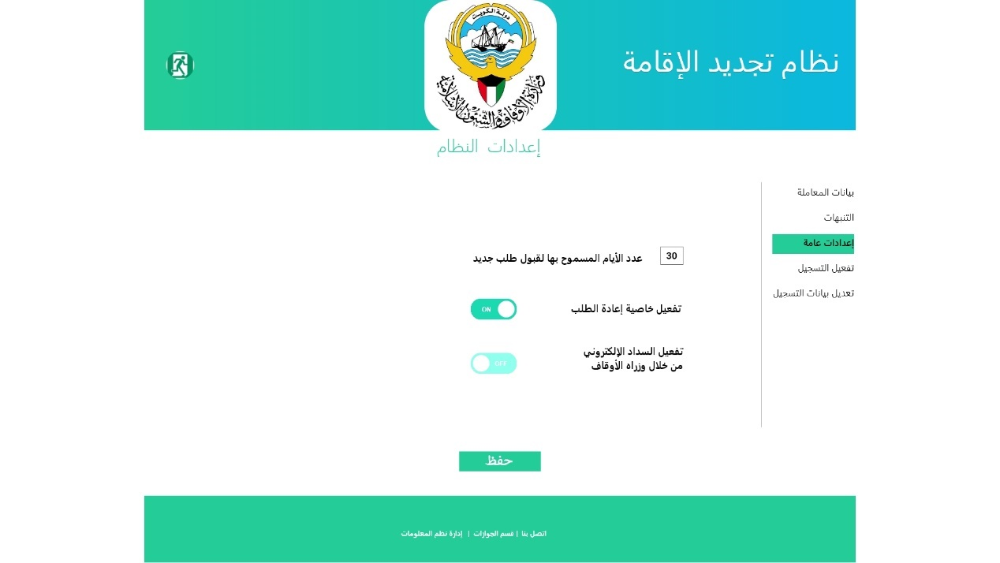 نظام تجديد الإقامة
دولة الكويت
وزارة الأوقاف والشئون الإسلامية
إعدادات النظام
بيانات المعاملة
التنبهات
إعدادات عامة
تفعيل التسجيل
تعديل بيانات التسجيل
30 عدد الأيام المسموح بها لقبول طلب جديد
تفعيل خاصية إعادة الطلب ON
تفعيل السداد الإلكتروني
من خلال وزراه الأوقاف OFF
حفظ
اتصل بنا | قسم الجوازات | إدارة نظم المعلومات